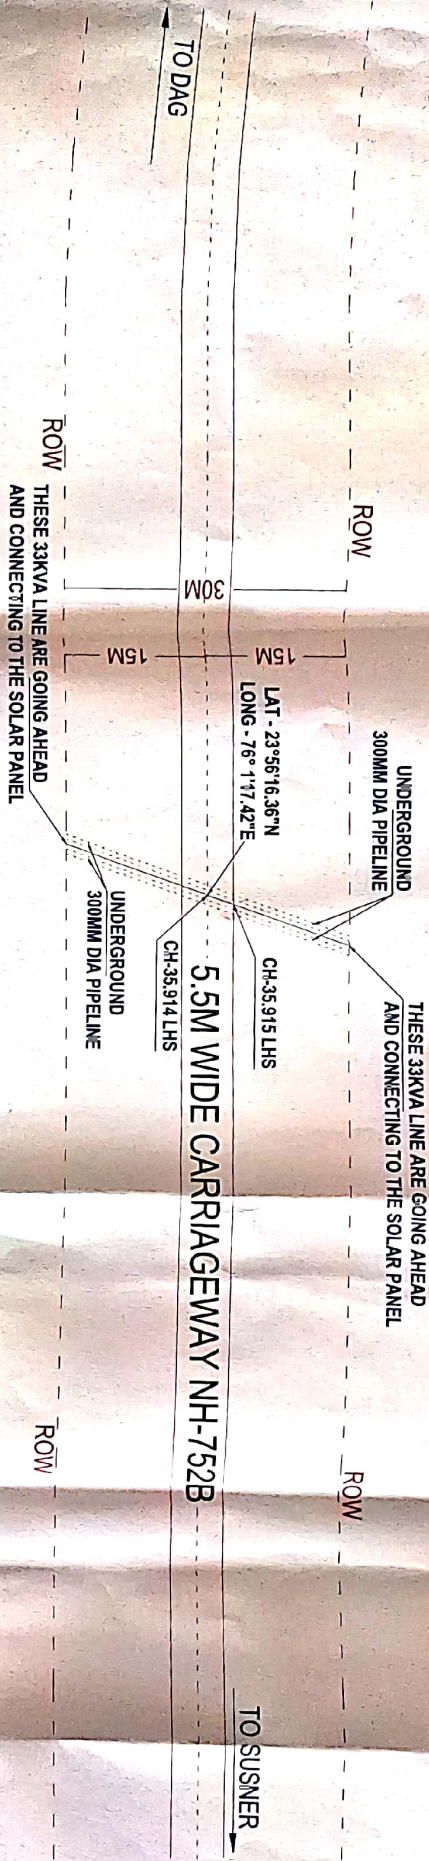 TO DAG
ROW
ROW
THESE 33KVA LINE ARE GOING AHEAD
AND CONNECTING TO THE SOLAR PANEL
30M
15M
15M
LAT - 23°56'16.36"N
LONG - 76° 1'17.42"E
UNDERGROUND
300MM DIA PIPELINE
UNDERGROUND
300MM DIA PIPELINE
THESE 33KVA LINE ARE GOING AHEAD
AND CONNECTING TO THE SOLAR PANEL
CH-35.915 LHS
CH-35.914 LHS
5.5M WIDE CARRIAGEWAY NH-752B
ROW
ROW
TO SUSNER